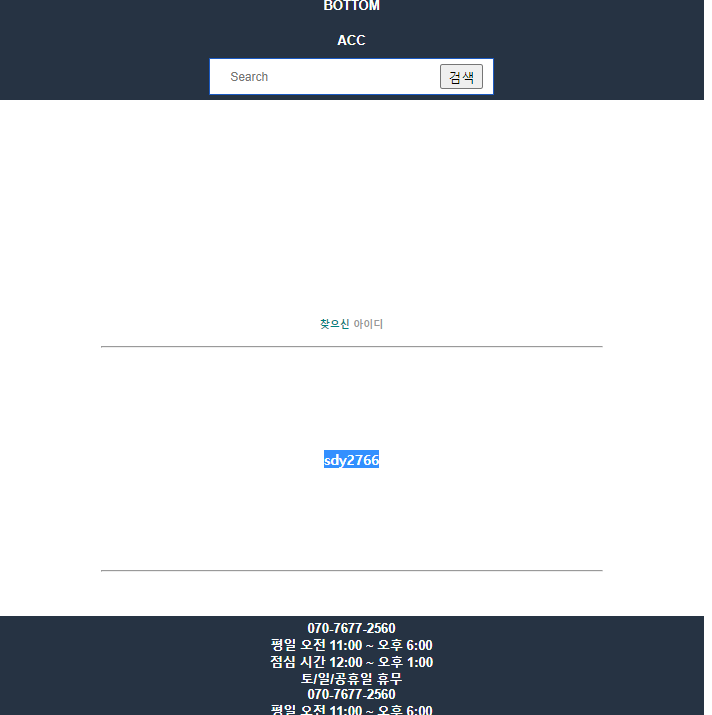 BOTTOM
ACC
Search 검색
찾으신 아이디
sdy2766
070-7677-2560
평일 오전 11:00 ~ 오후 6:00
점심 시간 12:00 ~ 오후 1:00
토/일/공휴일 휴무
070-7677-2560
평일 오전 11:00 ~ 오후 6:00